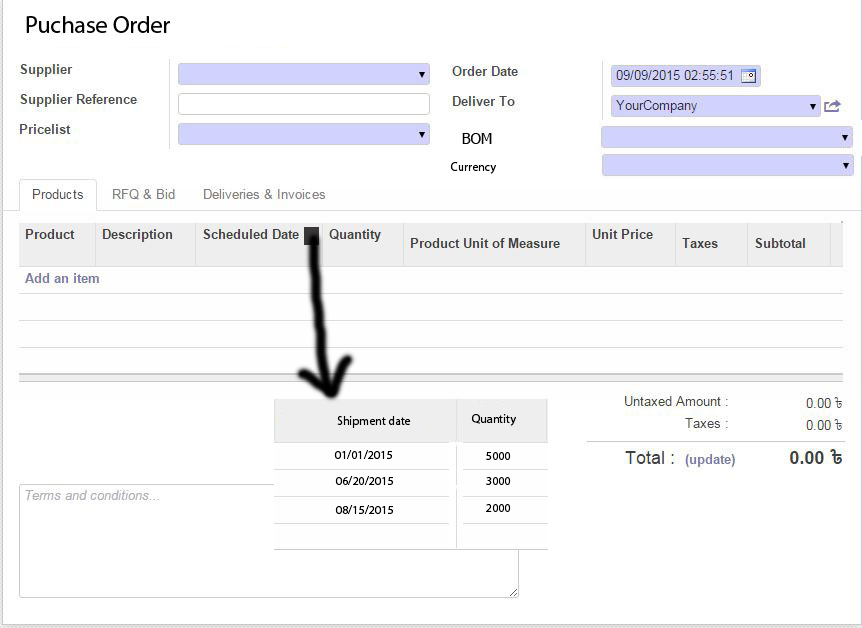 Puchase Order
Supplier
Order Date 09/09/2015 02:55:51
Supplier Reference
Deliver To YourCompany
Pricelist
BOM
Currency
Products RFQ & Bid Deliveries & Invoices
Product Description Scheduled Date Quantity Product Unit of Measure Unit Price Taxes Subtotal
Add an item
Untaxed Amount : 0.00 ৳
Taxes : 0.00 ৳
Total : (update) 0.00 ৳
Shipment date Quantity
01/01/2015 5000
06/20/2015 3000
08/15/2015 2000
Terms and conditions...